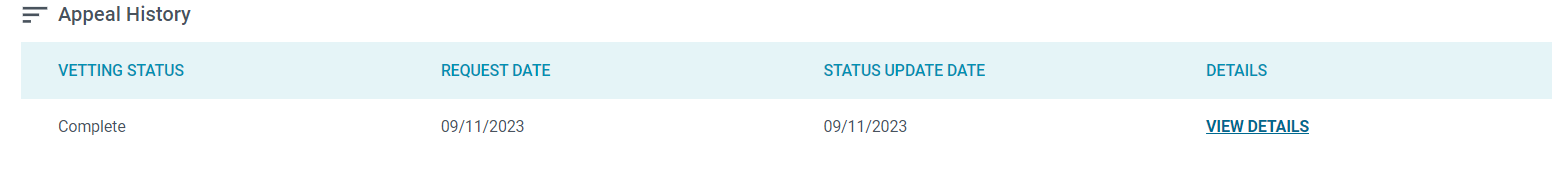 Appeal History
VETTING STATUS REQUEST DATE STATUS UPDATE DATE DETAILS
Complete 09/11/2023 09/11/2023 VIEW DETAILS